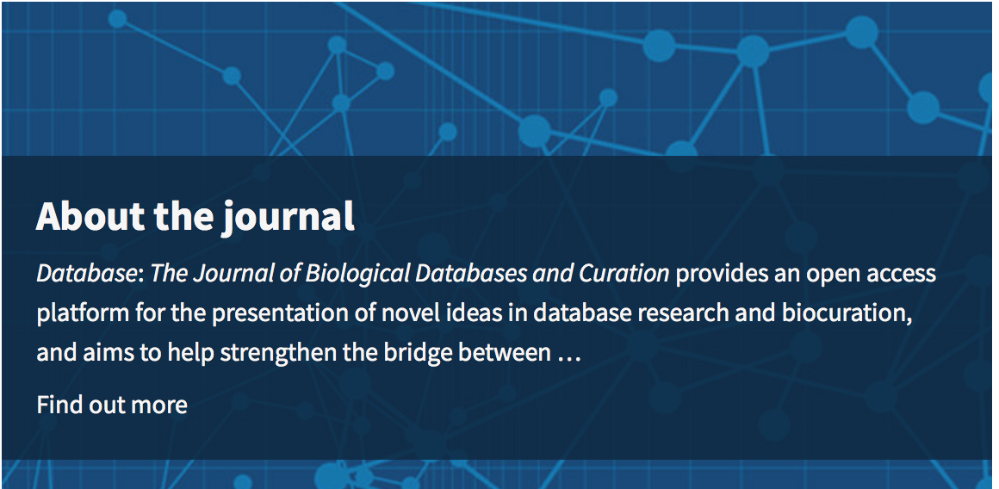 About the journal
Database: The Journal of Biological Databases and Curation provides an open access
platform for the presentation of novel ideas in database research and biocuration,
and aims to help strengthen the bridge between …
Find out more